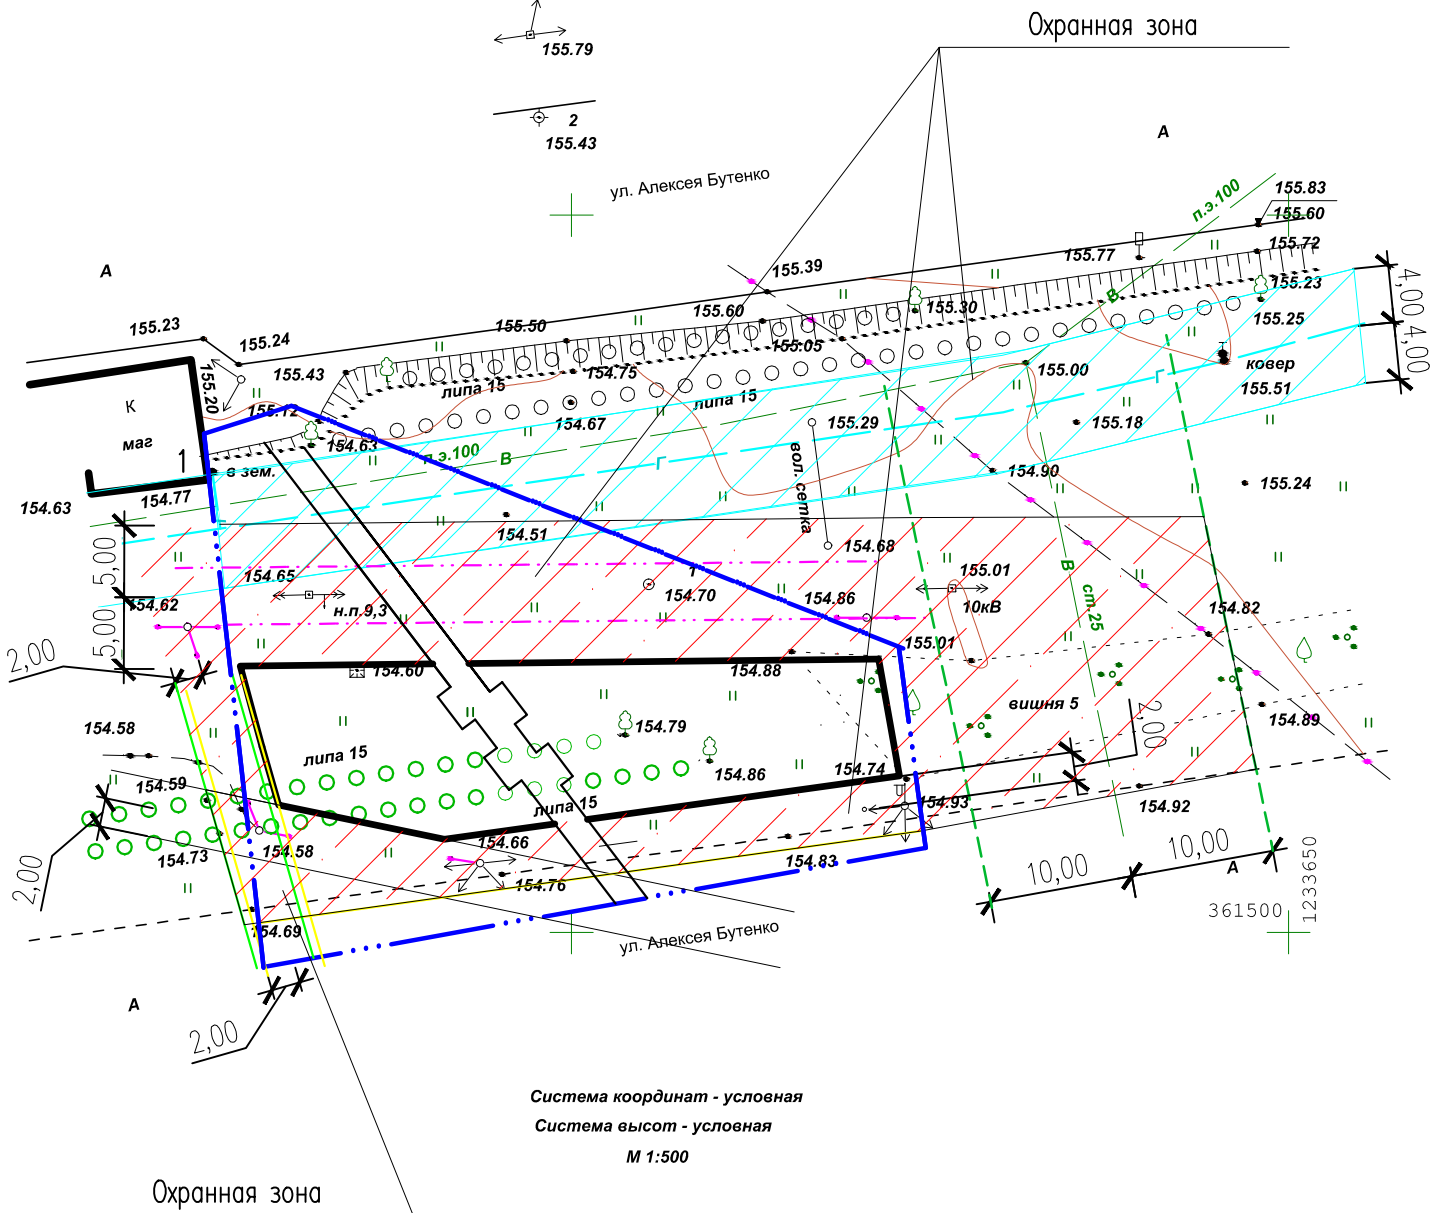 Охранная зона
155.79
2
155.43
А
ул. Алексея Бутенко
п.э.100
155.83
155.60
155.72
155.77
155.39
А
155.23
4,00
155.60
155.30
155.25
155.23
155.50
В
155.24
155.05
4,00
155.43
154.75
155.00
Г
ковер
155.20
липа 15
липа 15
155.51
К
155.12
маг
154.63
154.67
155.29
155.18
1
п.э.100
В
Г
вол. сетка
в зем.
154.90
155.24
154.63
154.77
154.51
154.68
5,00
154.65
т
155.01
В
ст.25
154.62
н.п.9,3
154.70
154.86
10кВ
154.82
5,00
155.01
2,00
154.60
154.88
вишня 5
154.58
154.79
154.89
2,00
липа 15
154.59
154.86
154.74
липа 15
154.93
154.92
154.73
154.58
154.66
154.83
10,00
10,00
2,00
154.76
А
361500
1233650
154.69
ул. Алексея Бутенко
А
2,00
Система координат - условная
Система высот - условная
М 1:500
Охранная зона